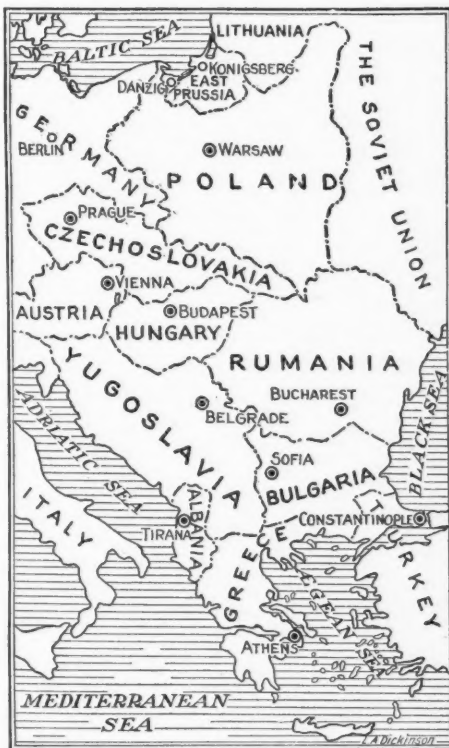 LITHUANIA
BALTIC SEA
KONIGSBERG
DANZIG
EAST
PRUSSIA
THE SOVIET UNION
GERMANY
BERLIN
WARSAW
POLAND
PRAGUE
CZECHOSLOVAKIA
VIENNA
AUSTRIA
BUDAPEST
HUNGARY
RUMANIA
YUGOSLAVIA
BUCHAREST
BELGRADE
BLACK SEA
ADRIATIC SEA
SOFIA
BULGARIA
ITALY
ALBANIA
TIRANA
CONSTANTINOPLE
GREECE
TURKEY
ÆGEAN SEA
ATHENS
MEDITERRANEAN
SEA
L.A. Dickinson